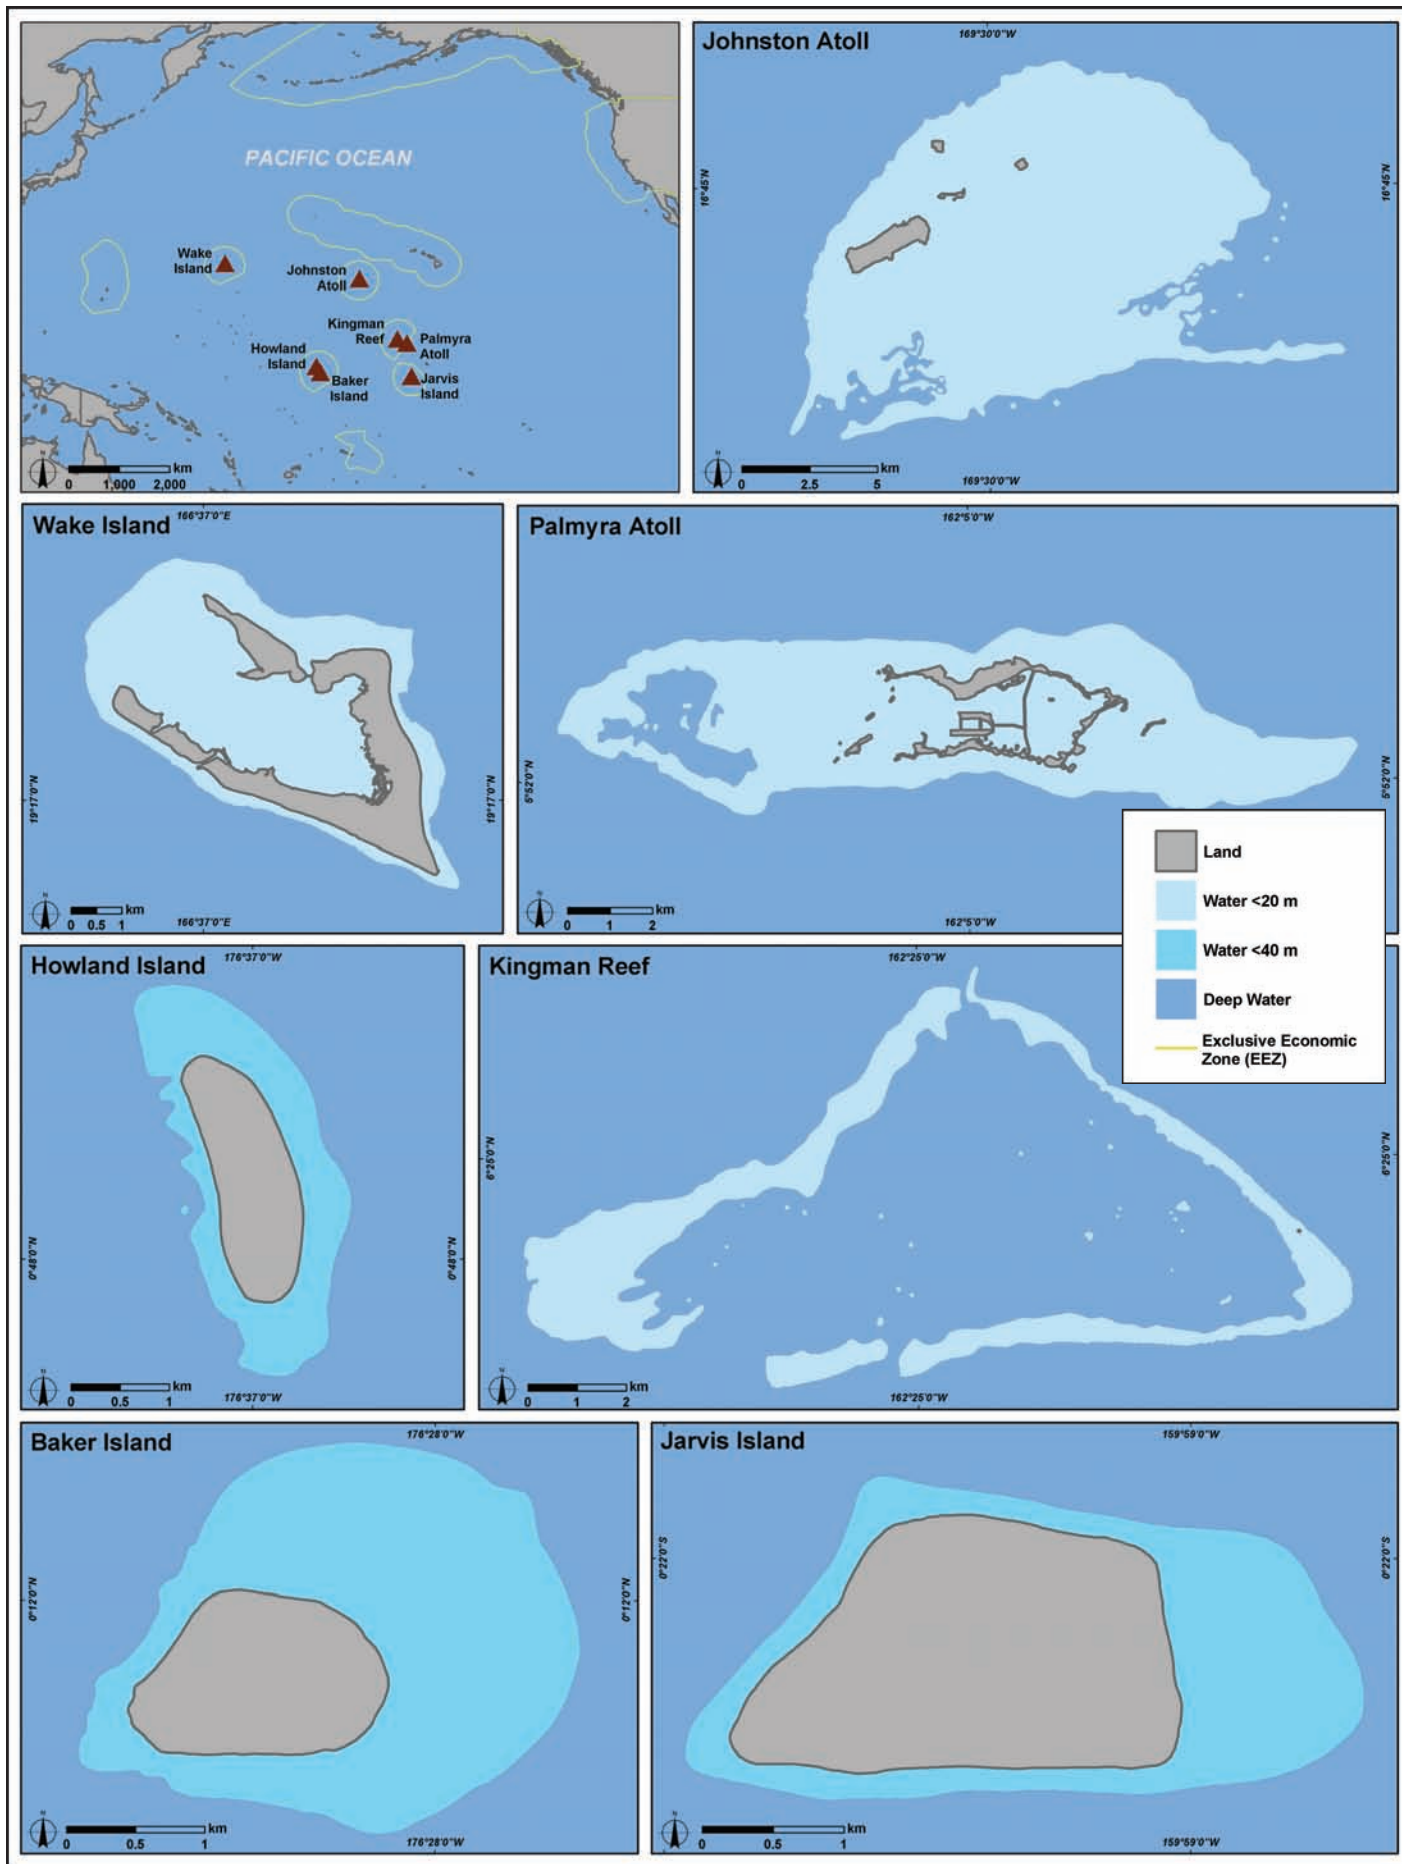 PACIFIC OCEAN
Wake
Island
Johnston
Atoll
Kingman
Reef
Palmyra
Atoll
Howland
Island
Baker
Island
Jarvis
Island
N
km
0 1,000 2,000
Johnston Atoll
169°30'0"W
16°45'N
16°45'N
N
km
0 2.5 5
169°30'0"W
Wake Island
166°37'0"E
19°17'0"N
19°17'0"N
N
km
0 0.5 1
166°37'0"E
Palmyra Atoll
162°5'0"W
5°52'0"N
5°52'0"N
N
km
0 1 2
162°5'0"W
Land
Water <20 m
Water <40 m
Deep Water
Exclusive Economic
Zone (EEZ)
Howland Island
176°37'0"W
0°48'0"N
0°48'0"N
N
km
0 0.5 1
176°37'0"W
Kingman Reef
162°25'0"W
6°25'0"N
6°25'0"N
N
km
0 1 2
162°25'0"W
Baker Island
176°28'0"W
0°12'0"N
0°12'0"N
N
km
0 0.5 1
176°28'0"W
Jarvis Island
159°59'0"W
0°22'0"S
0°22'0"S
N
km
0 0.5 1
159°59'0"W